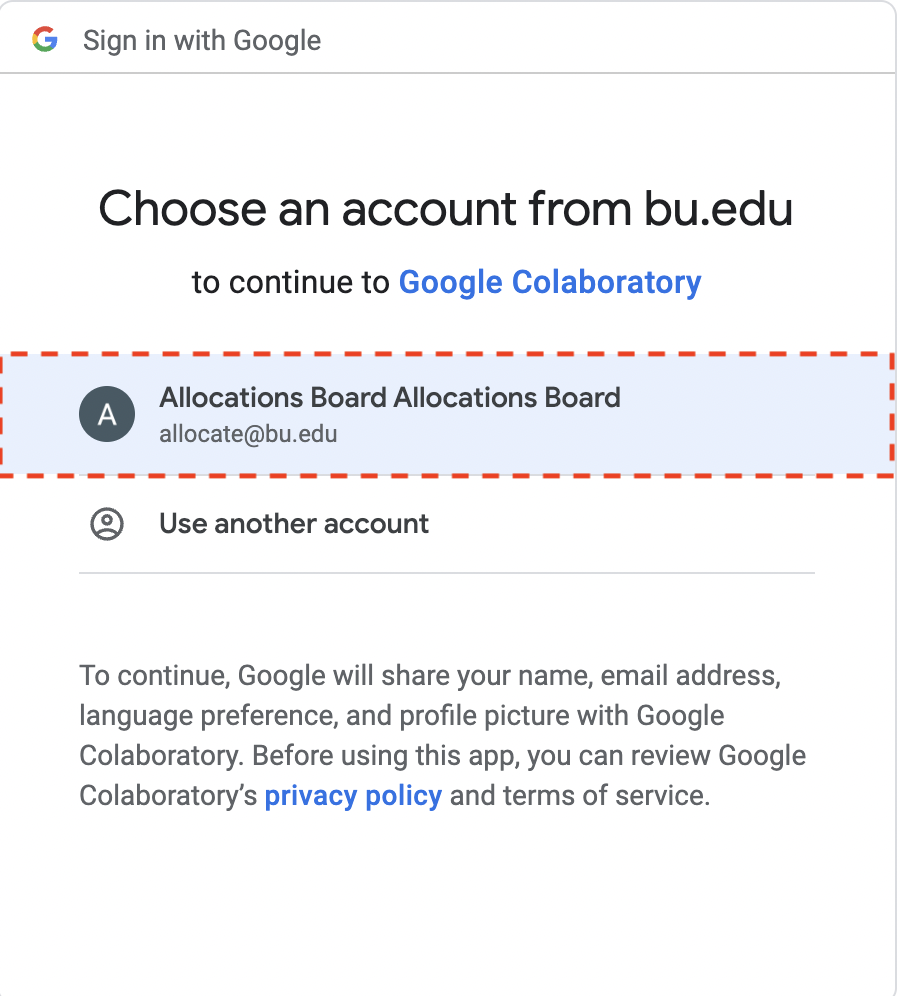 Sign in with Google
Choose an account from bu.edu
to continue to Google Colaboratory
A
Allocations Board Allocations Board
allocate@bu.edu
Use another account
To continue, Google will share your name, email address,
language preference, and profile picture with Google
Colaboratory. Before using this app, you can review Google
Colaboratory’s privacy policy and terms of service.